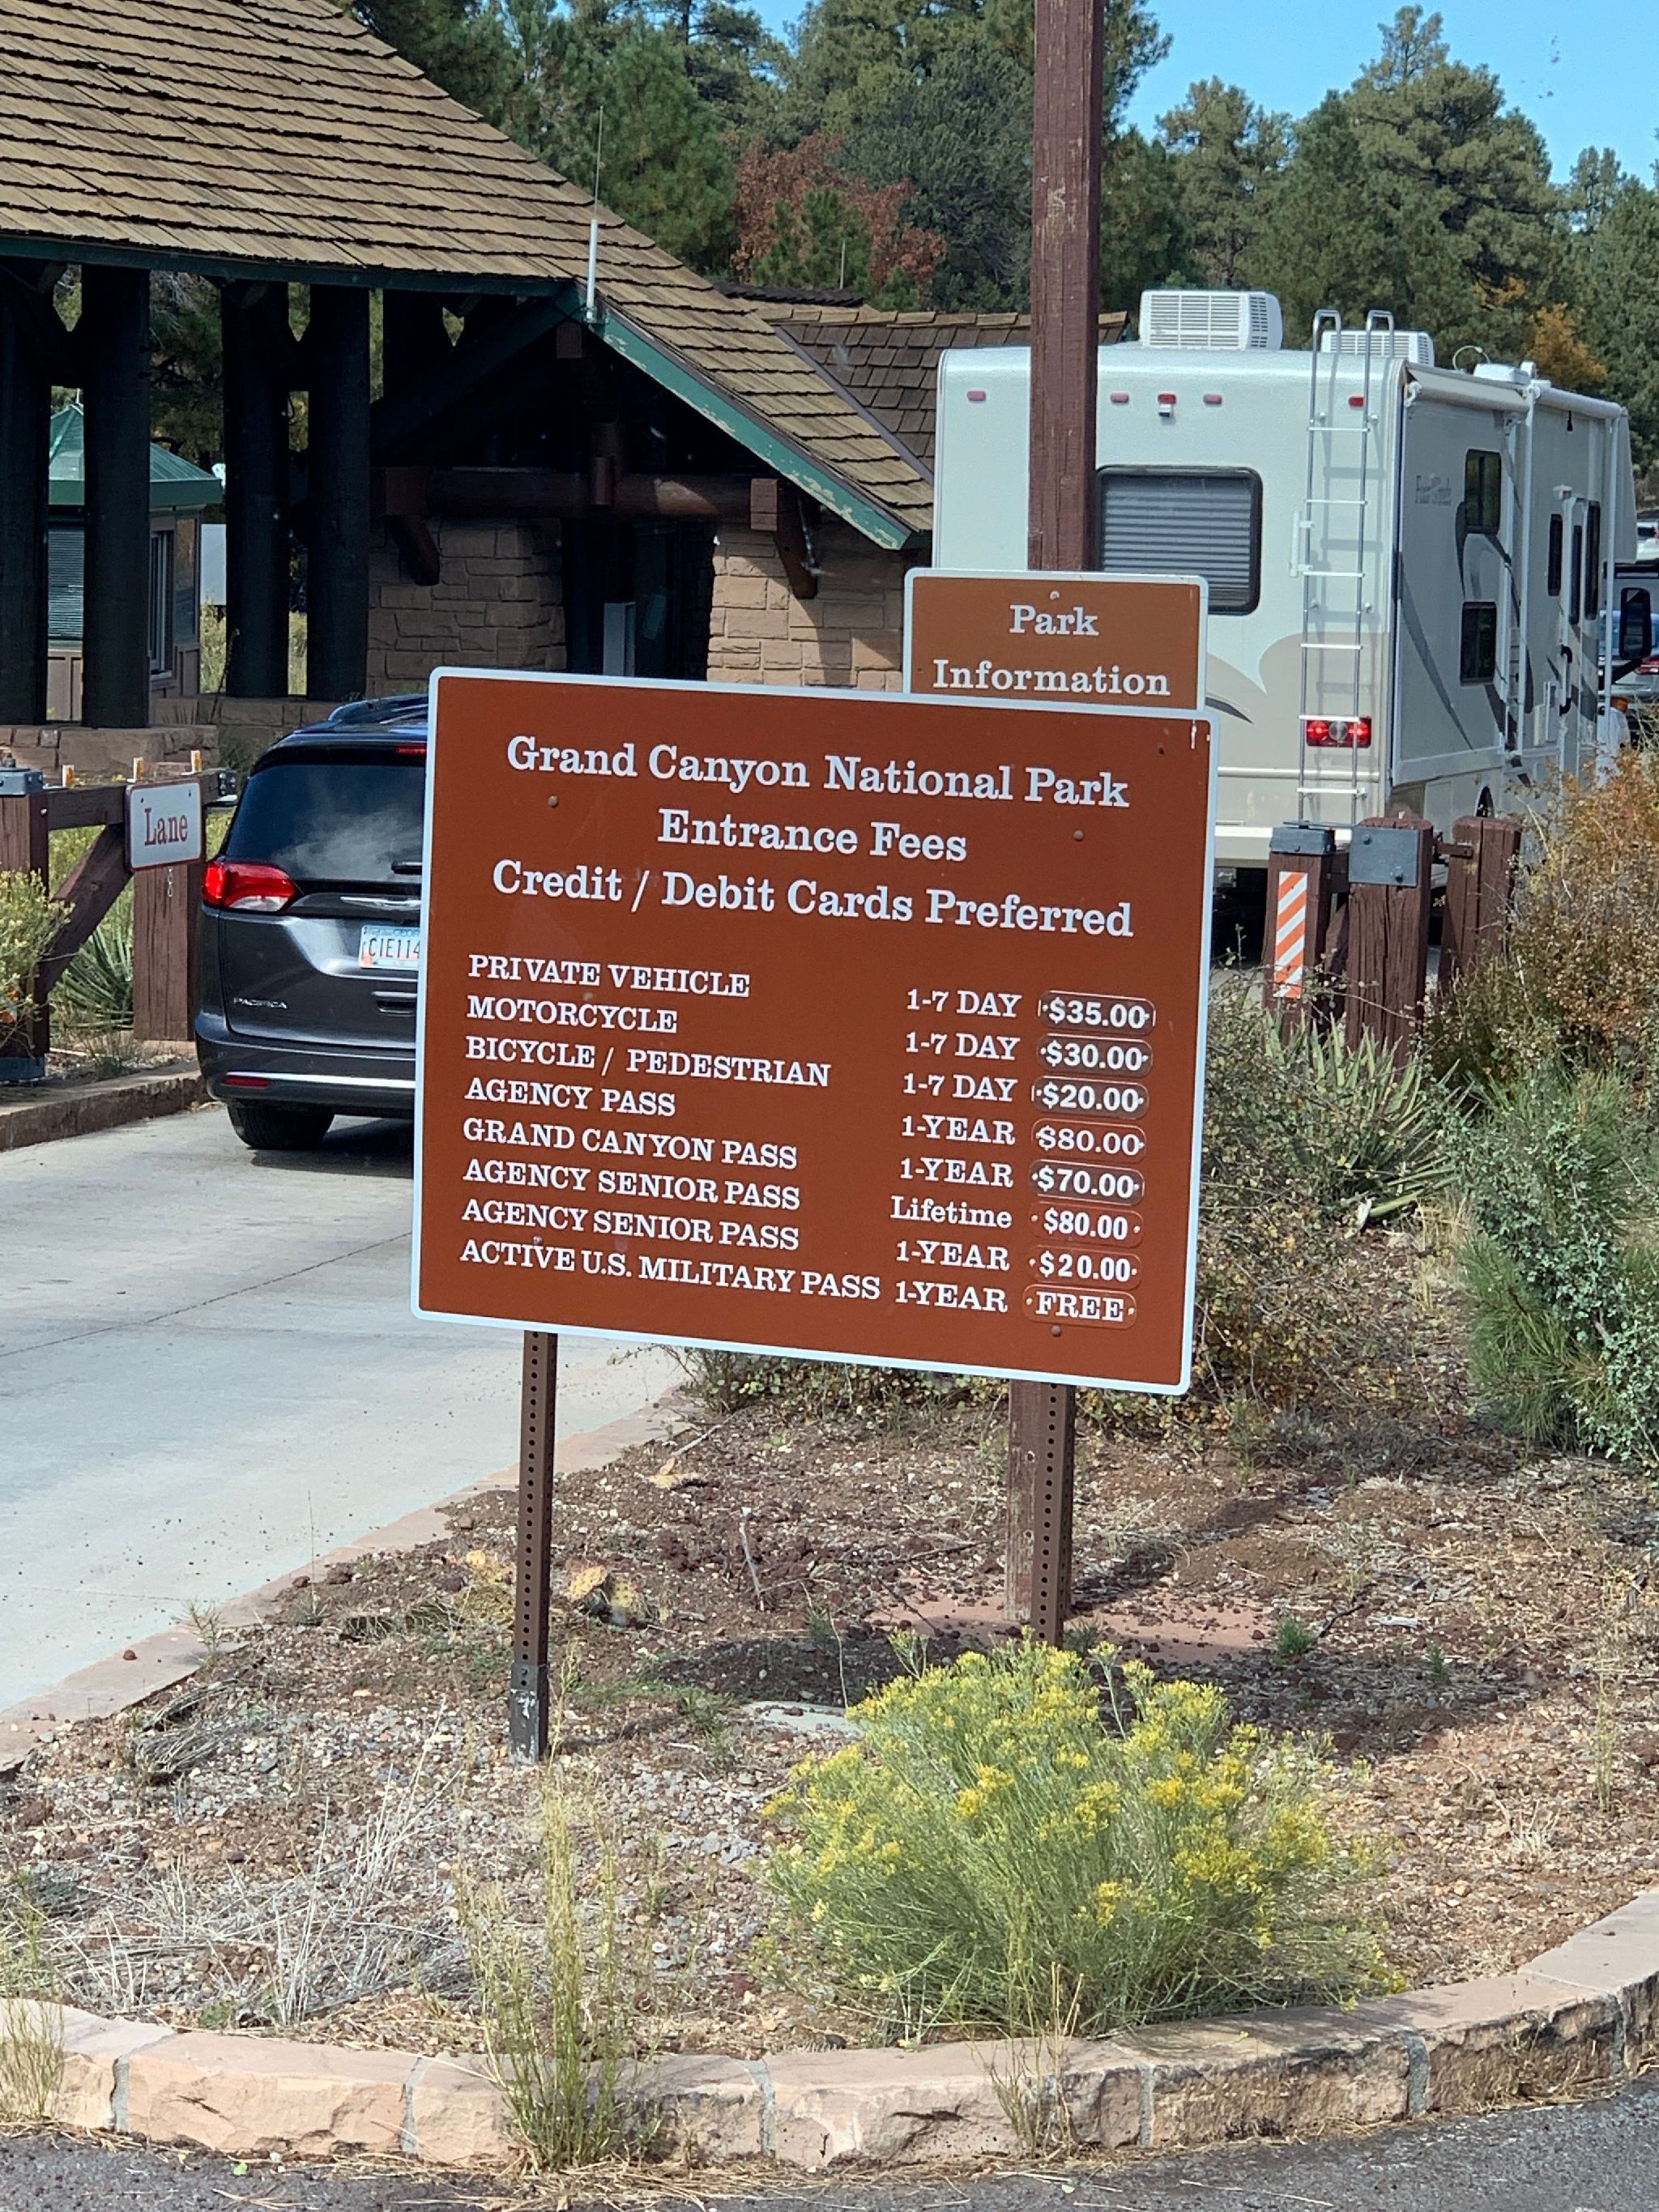 Park
Information
Grand Canyon National Park
Entrance Fees
Credit / Debit Cards Preferred
PRIVATE VEHICLE 1-7 DAY $35.00
MOTORCYCLE 1-7 DAY $30.00
BICYCLE / PEDESTRIAN 1-7 DAY $20.00
AGENCY PASS 1-YEAR $80.00
GRAND CANYON PASS 1-YEAR $70.00
AGENCY SENIOR PASS Lifetime $80.00
AGENCY SENIOR PASS 1-YEAR $20.00
ACTIVE U.S. MILITARY PASS 1-YEAR FREE
Lane
CIE114
PACIFICA